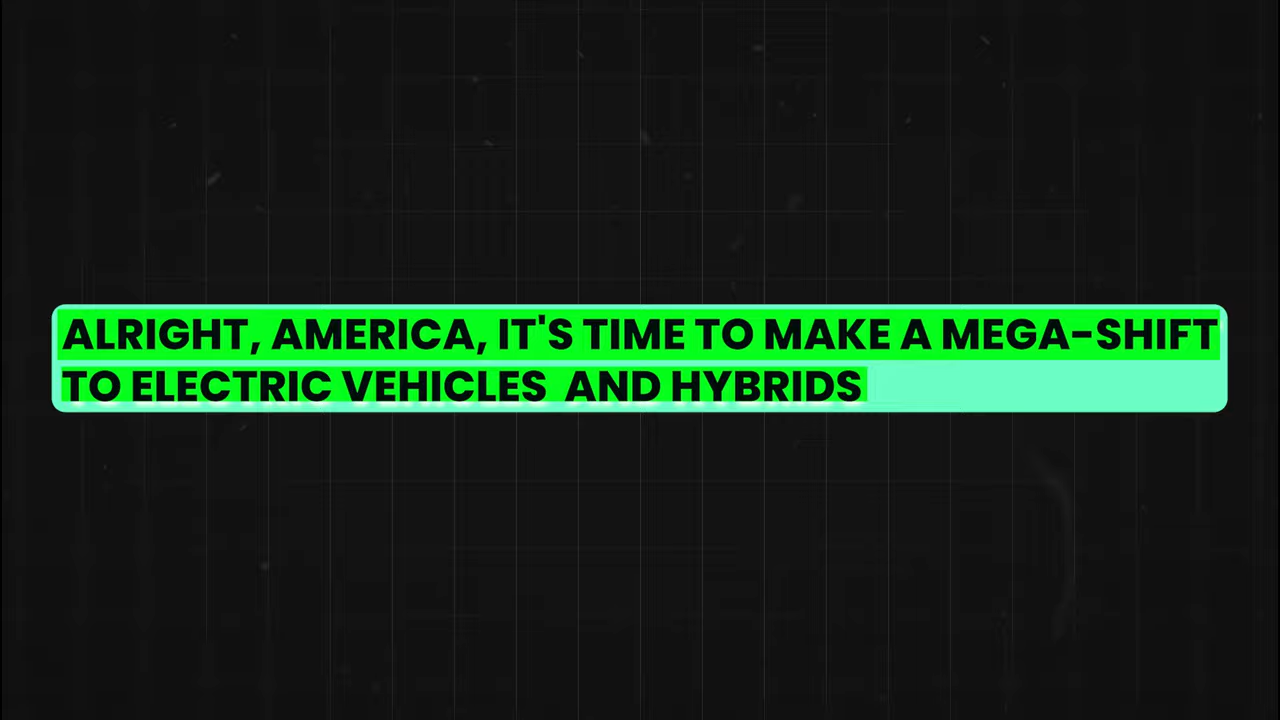 ALRIGHT, AMERICA, IT'S TIME TO MAKE A MEGA-SHIFT
TO ELECTRIC VEHICLES  AND HYBRIDS